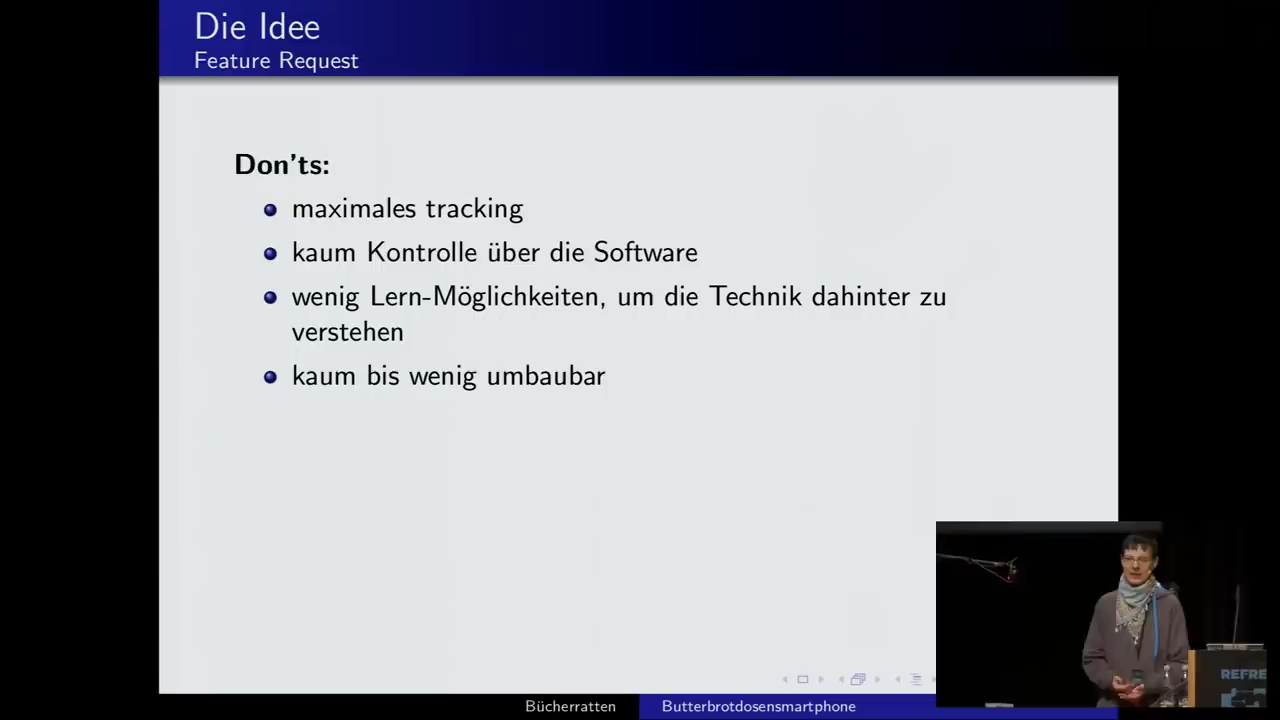 Die Idee
Feature Request
Don'ts:
maximales tracking
kaum Kontrolle über die Software
wenig Lern-Möglichkeiten, um die Technik dahinter zu
verstehen
kaum bis wenig umbaubar
REFRE
Bücherratten
Butterbrotdosensmartphone